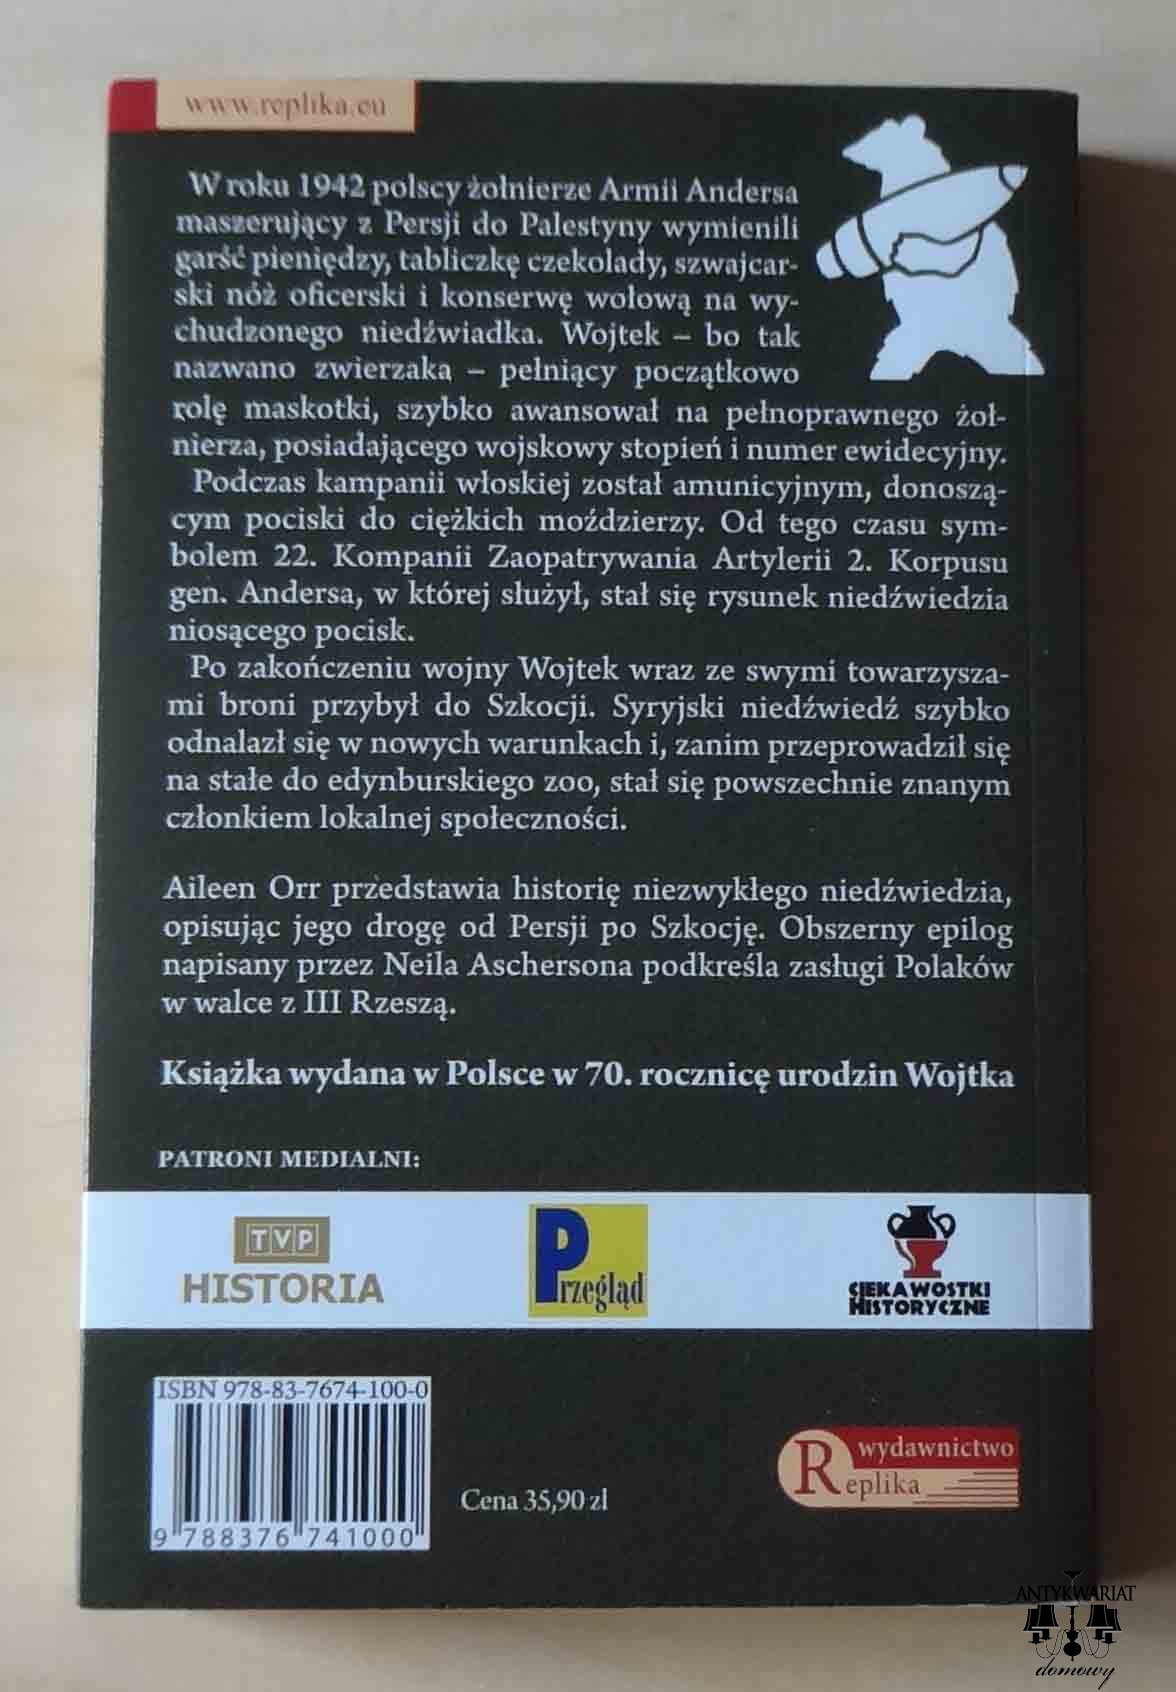 www.replika.eu
W roku 1942 polscy żołnierze Armii Andersa
maszerujący z Persji do Palestyny wymienili
garść pieniędzy, tabliczkę czekolady, szwajcar-
ski nóż oficerski i konserwę wołową na wy-
chudzonego niedźwiadka. Wojtek – bo tak
nazwano zwierzaka – pełniący początkowo
rolę maskotki, szybko awansował na pełnoprawnego żoł-
nierza, posiadającego wojskowy stopień i numer ewidecyjny.
Podczas kampanii włoskiej został amunicyjnym, donoszą-
cym pociski do ciężkich moździerzy. Od tego czasu sym-
bolem 22. Kompanii Zaopatrywania Artylerii 2. Korpusu
gen. Andersa, w której służył, stał się rysunek niedźwiedzia
niosącego pocisk.
Po zakończeniu wojny Wojtek wraz ze swymi towarzysza-
mi broni przybył do Szkocji. Syryjski niedźwiedź szybko
odnalazł się w nowych warunkach i, zanim przeprowadził się
na stałe do edynburskiego zoo, stał się powszechnie znanym
członkiem lokalnej społeczności.
Aileen Orr przedstawia historię niezwykłego niedźwiedzia,
opisując jego drogę od Persji po Szkocję. Obszerny epilog
napisany przez Neila Aschersona podkreśla zasługi Polaków
w walce z III Rzeszą.
Książka wydana w Polsce w 70. rocznicę urodzin Wojtka
PATRONI MEDIALNI:
TVP
HISTORIA
Przegląd
CIEKAWOSTKI
HISTORYCZNE
ISBN 978-83-7674-100-0
9 788376 741000
Cena 35,90 zł
wydawnictwo
Replika
ANTYKWARIAT
domowy